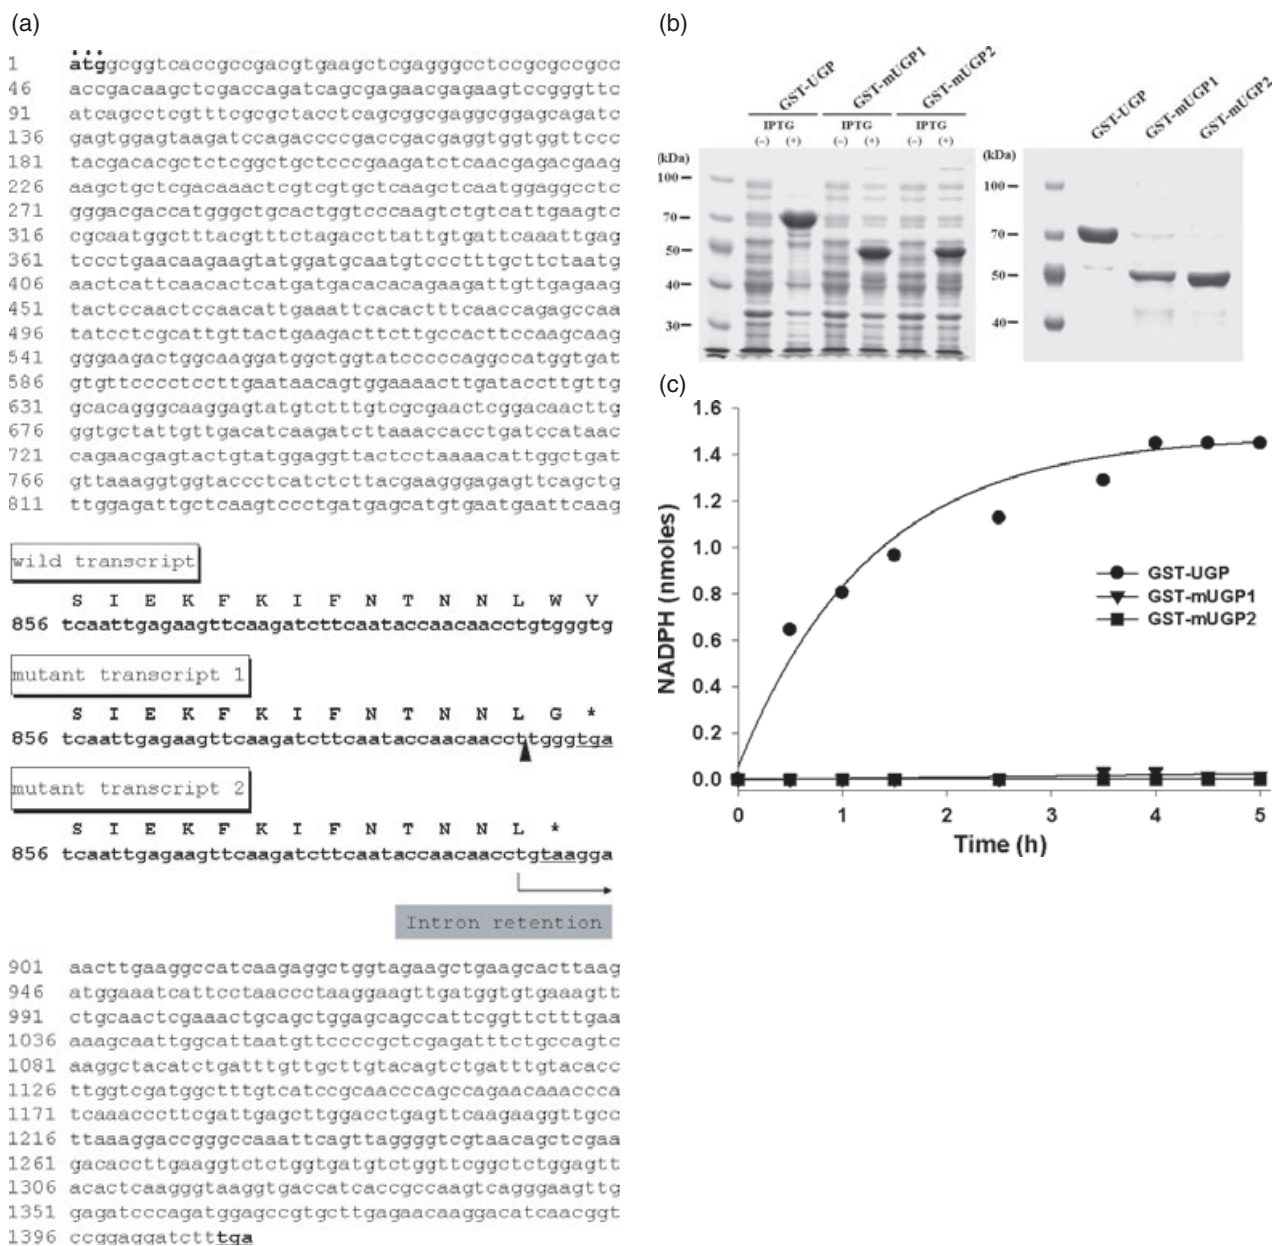 (a)
1 atggcggtcaccgccgacgtgaagctcgagggcctccgcgccgcc
46 accgacaagctcgaccagatcagcgagaacgagaagtccgggttc
91 atcagcctcgtttcgcgctacctcagcggcgaggcggagcagatc
136 gagtggagtaagatccagaccccgaccgacgaggtggtggttccc
181 tacgacacgctctcggctgctcccgaagatctcaacgagacgaag
226 aagctgctcgacaaactcgtcgtgctcaagctcaatggaggcctc
271 gggacgaccatgggctgcactggtcccaagtctgtcattgaagtc
316 cgcaatggctttacgtttctagaccttattgtgattcaaattgag
361 tccctgaacaagaagtatggatgcaatgtccctttgcttctaatg
406 aactcattcaacactcatgatgacacacagaagattgttgagaag
451 tactccaactccaacattgaaattcacactttcaaccagagccaa
496 tatcctcgcattgttactgaagacttcttgccacttccaagcaag
541 gggaagactggcaaggatggctggtatcccccaggccatggtgat
586 gtgttcccctccttgaataacagtggaaaacttgataccttgttg
631 gcacagggcaaggagtatgtctttgtcgcgaactcggacaacttg
676 ggtgctattgttgacatcaagatcttaaaccacctgatccataac
721 cagaacgagtactgtatggaggttactcctaaaacattggctgat
766 gttaaaggtggtaccctcatctcttacgaagggagagttcagctg
811 ttggagattgctcaagtccctgatgagcatgtgaatgaattcaag
wild transcript
S I E K F K I F N T N N L W V
856 tcaattgagaagttcaagatcttcaataccaacaacctgtgggtg
mutant transcript 1
S I E K F K I F N T N N L G *
856 tcaattgagaagttcaagatcttcaataccaacaaccttgggtga
mutant transcript 2
S I E K F K I F N T N N L *
856 tcaattgagaagttcaagatcttcaataccaacaacctgtaagga
Intron retention
901 aacttgaaggccatcaagaggctggtagaagctgaagcacttaag
946 atggaaatcattcctaaccctaaggaagttgatggtgtgaaagtt
991 ctgcaactcgaaactgcagctggagcagccattcggttctttgaa
1036 aaagcaattggcattaatgttccccgctcgagatttctgccagtc
1081 aaggctacatctgatttgttgcttgtacagtctgatttgtacacc
1126 ttggtcgatggctttgtcatccgcaacccagccagaacaaaccca
1171 tcaaacccttcgattgagcttggacctgagttcaagaaggttgcc
1216 ttaaaggaccgggccaaattcagttaggggtcgtaacagctcgaa
1261 gacaccttgaaggtctctggtgatgtctggttcggctctggagtt
1306 acactcaagggtaaggtgaccatcaccgccaagtcagggaagttg
1351 gagatcccagatggagccgtgcttgagaacaaggacatcaacggt
1396 ccggaggatctttga
(b)
GST-UGP GST-mUGP1 GST-mUGP2
IPTG IPTG IPTG
(kDa) (–) (+) (–) (+) (–) (+)
100
70
50
40
30
GST-UGP GST-mUGP1 GST-mUGP2
(kDa)
100
70
50
40
(c)
NADPH (nmoles)
1.6
1.4
1.2
1.0
0.8
0.6
0.4
0.2
0.0
GST-UGP
GST-mUGP1
GST-mUGP2
0 1 2 3 4 5
Time (h)